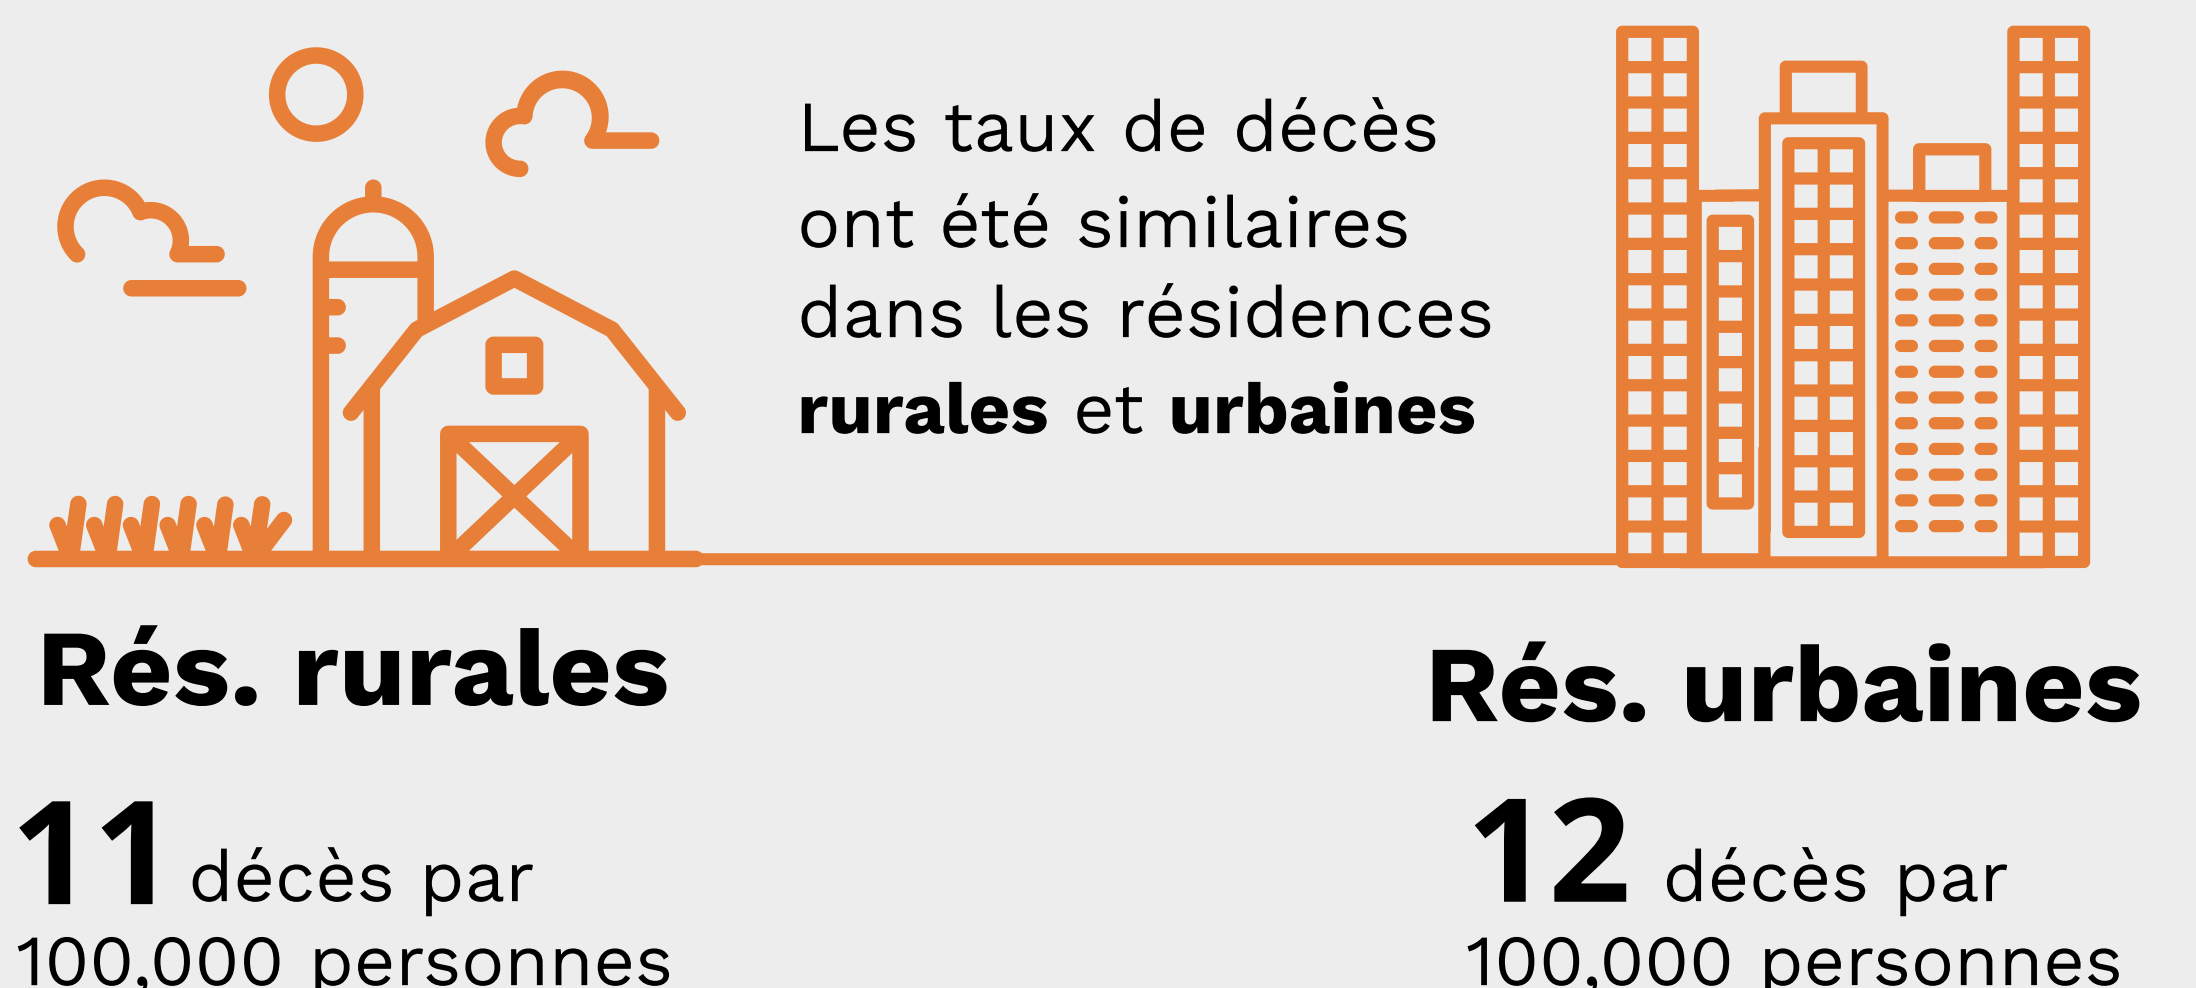 Les taux de décès
ont été similaires
dans les résidences
rurales et urbaines
Rés. rurales
11 décès par
100,000 personnes
Rés. urbaines
12 décès par
100,000 personnes